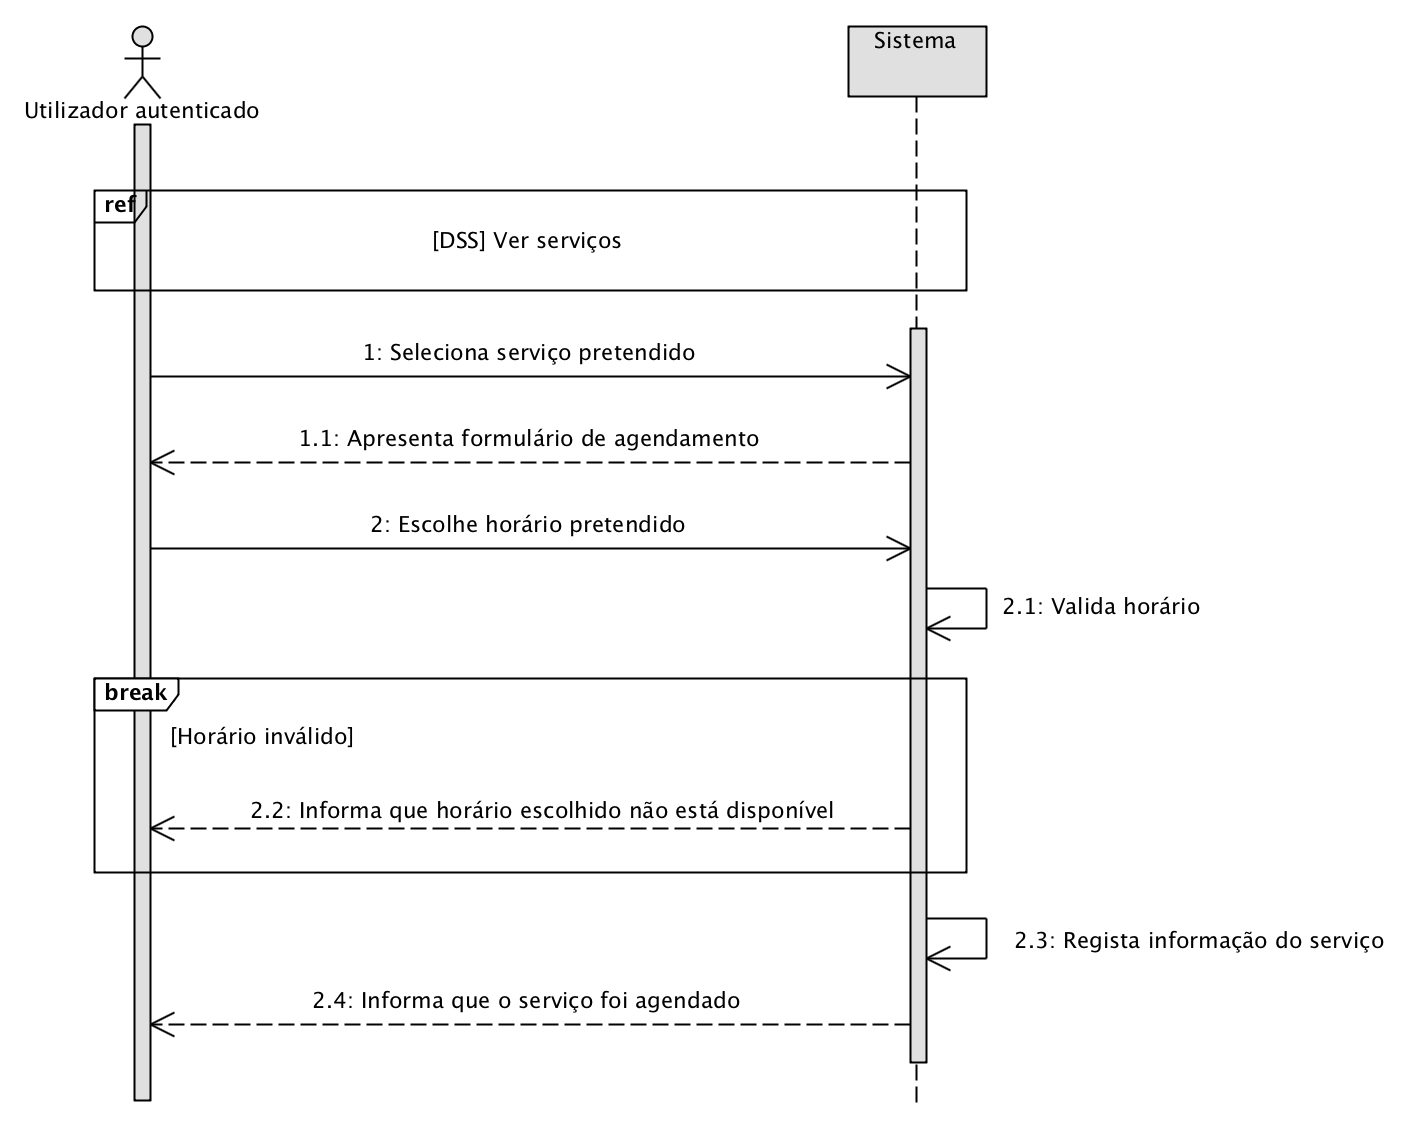 Sistema
Utilizador autenticado
ref
[DSS] Ver serviços
1: Seleciona serviço pretendido
1.1: Apresenta formulário de agendamento
2: Escolhe horário pretendido
2.1: Valida horário
break
[Horário inválido]
2.2: Informa que horário escolhido não está disponível
2.3: Regista informação do serviço
2.4: Informa que o serviço foi agendado